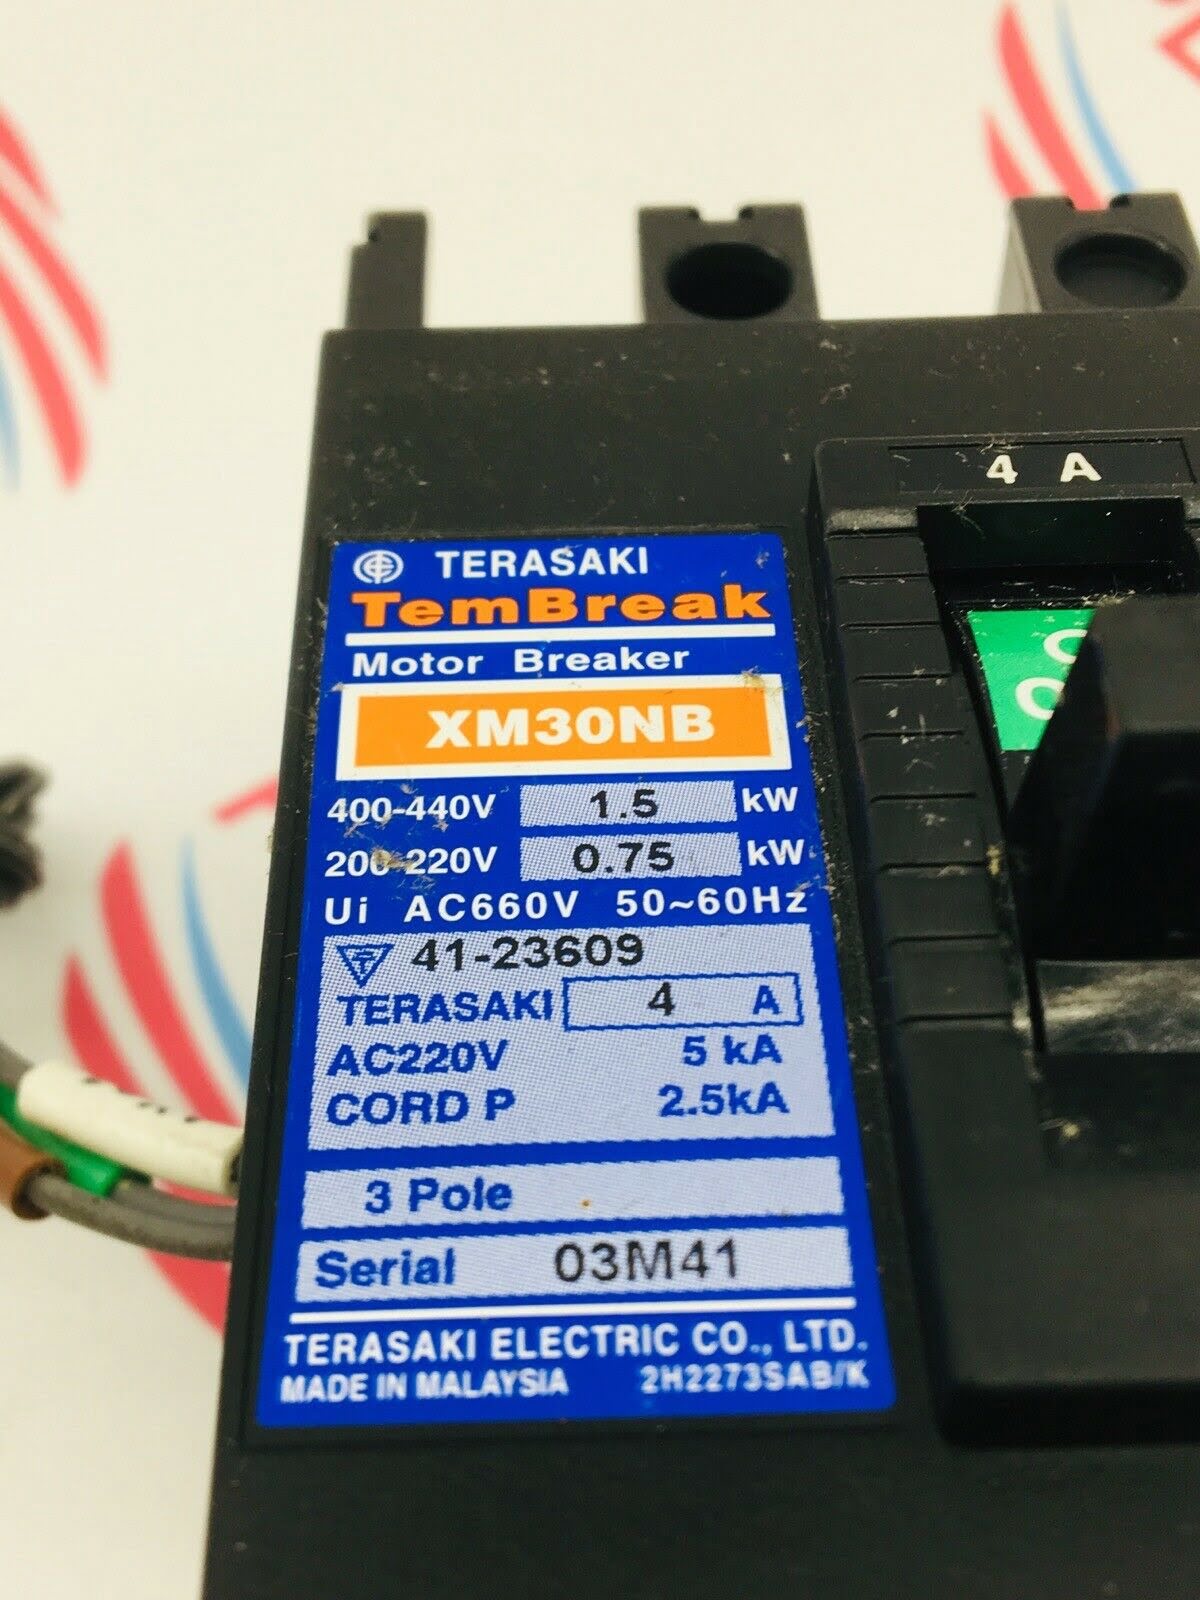 4 A
TERASAKI
TemBreak
Motor Breaker
XM30NB
400-440V 1.5 kW
200-220V 0.75 kW
Ui AC660V 50~60Hz
41-23609
TERASAKI 4 A
AC220V 5 kA
CORD P 2.5kA
3 Pole
Serial 03M41
TERASAKI ELECTRIC CO., LTD.
MADE IN MALAYSIA 2H2273SAB/K